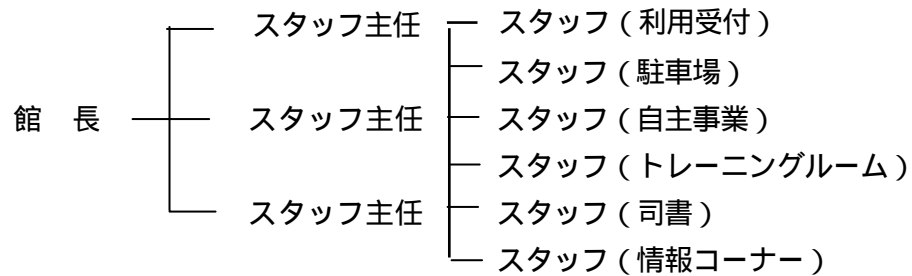 スタッフ主任 スタッフ(利用受付)
スタッフ(駐車場)
館 長 スタッフ主任 スタッフ(自主事業)
スタッフ(トレーニングルーム)
スタッフ主任 スタッフ(司書)
スタッフ(情報コーナー)